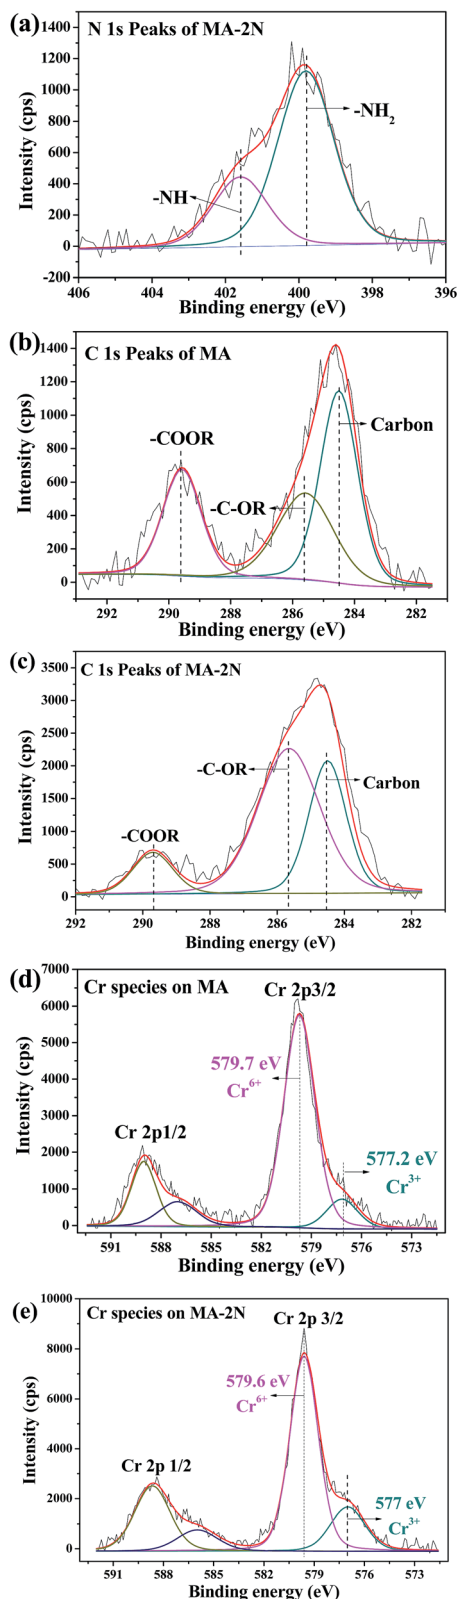 (a)
N 1s Peaks of MA-2N
1400
1200
1000
800
600
400
200
0
-200
Intensity (cps)
-NH
-NH2
406 404 402 400 398 396
Binding energy (eV)
(b)
C 1s Peaks of MA
1400
1200
1000
800
600
400
200
0
Intensity (cps)
-COOR
-C-OR
Carbon
292 290 288 286 284 282
Binding energy (eV)
(c)
C 1s Peaks of MA-2N
3500
3000
2500
2000
1500
1000
500
0
Intensity (cps)
-COOR
-C-OR
Carbon
292 290 288 286 284 282
Binding energy (eV)
(d)
Cr species on MA
Cr 2p3/2
7000
6000
5000
4000
3000
2000
1000
0
Intensity (cps)
579.7 eV
Cr6+
Cr 2p1/2
577.2 eV
Cr3+
591 588 585 582 579 576 573
Binding energy (eV)
(e)
Cr species on MA-2N
Cr 2p 3/2
10000
8000
6000
4000
2000
0
Intensity (cps)
579.6 eV
Cr6+
Cr 2p 1/2
577 eV
Cr3+
591 588 585 582 579 576 573
Binding energy (eV)